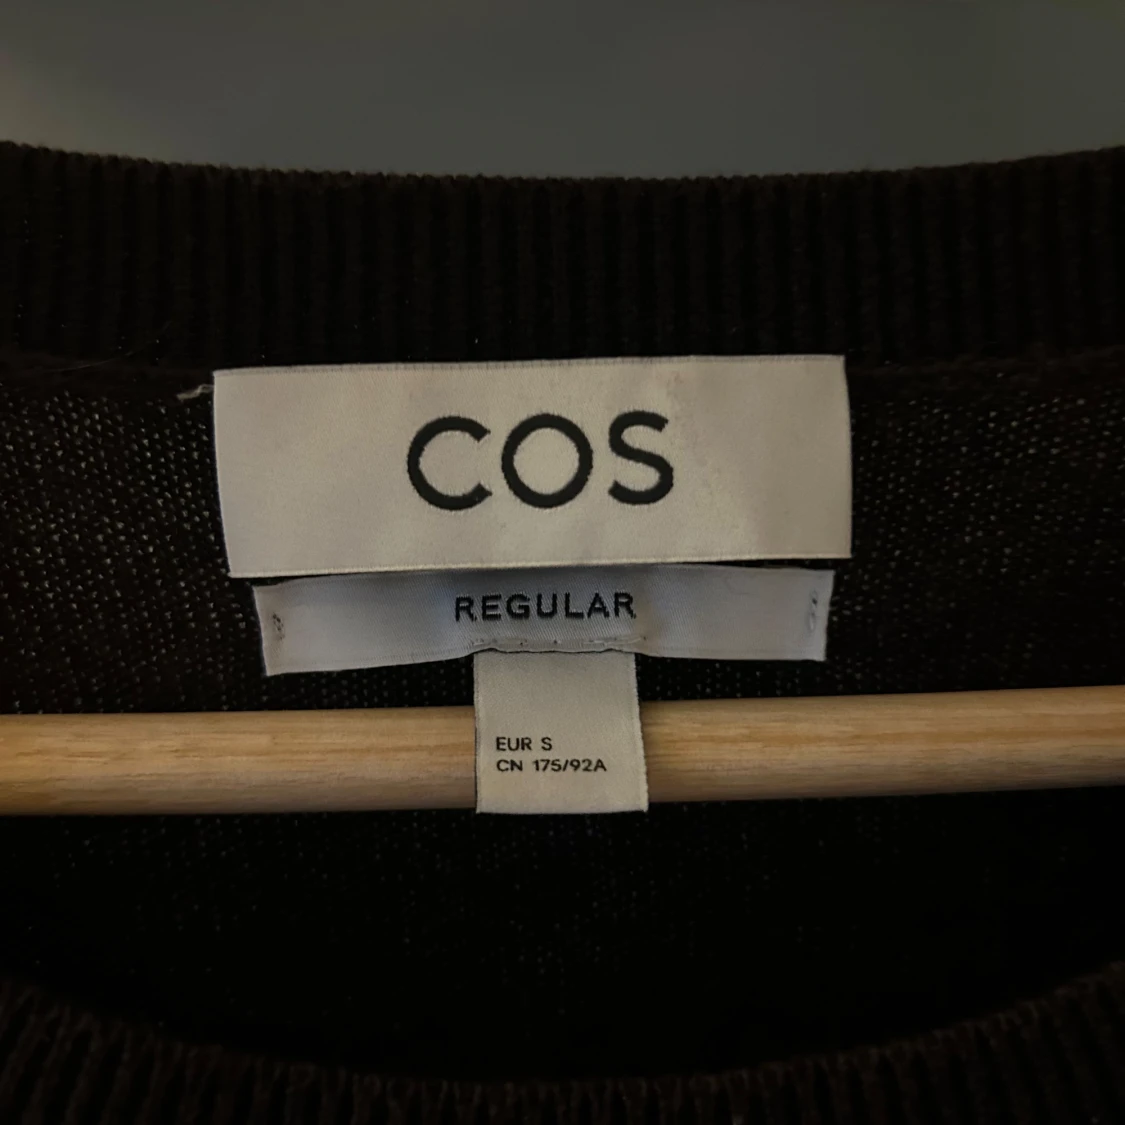 COS
REGULAR
EUR S
CN 175/92A